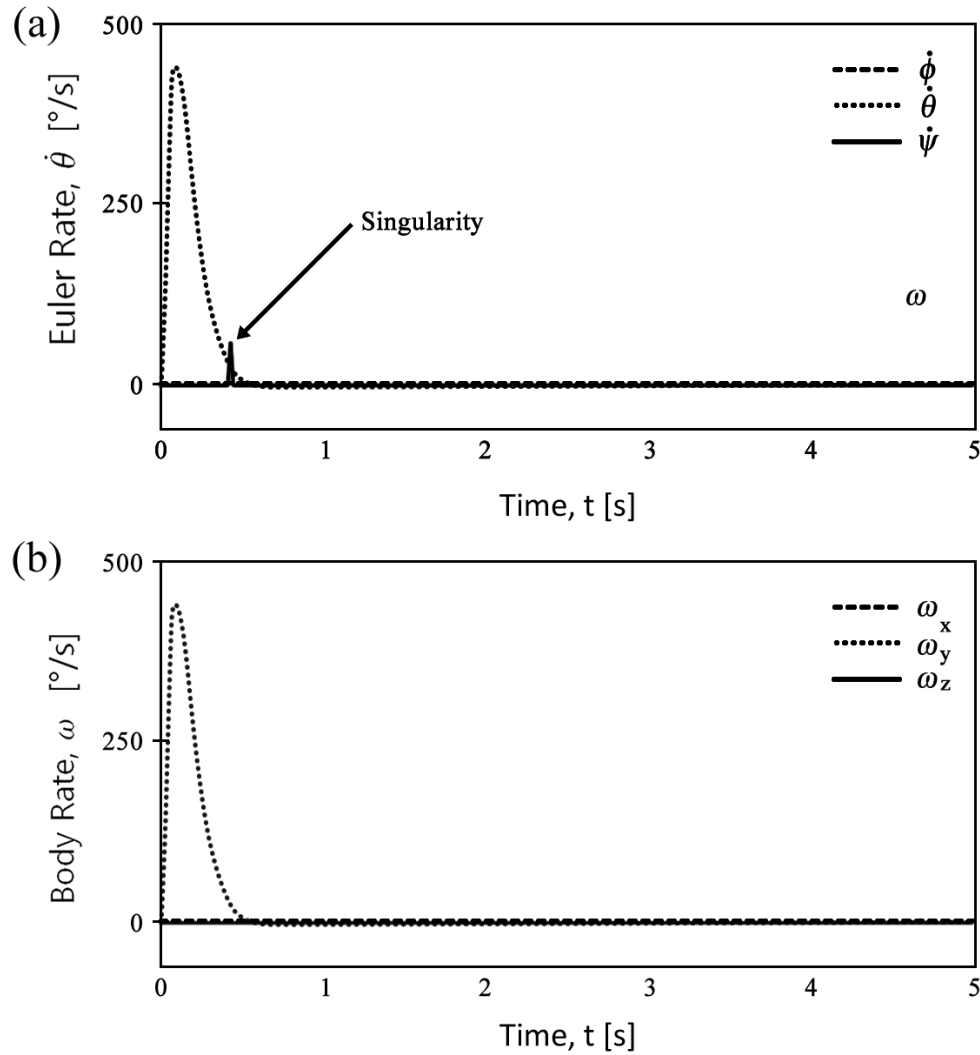 (a)
500
250
0
Euler Rate, θ̇ [°/s]
ϕ̇
θ̇
ψ̇
Singularity
ω
0 1 2 3 4 5
Time, t [s]
(b)
500
250
0
Body Rate, ω [°/s]
ωx
ωy
ωz
0 1 2 3 4 5
Time, t [s]